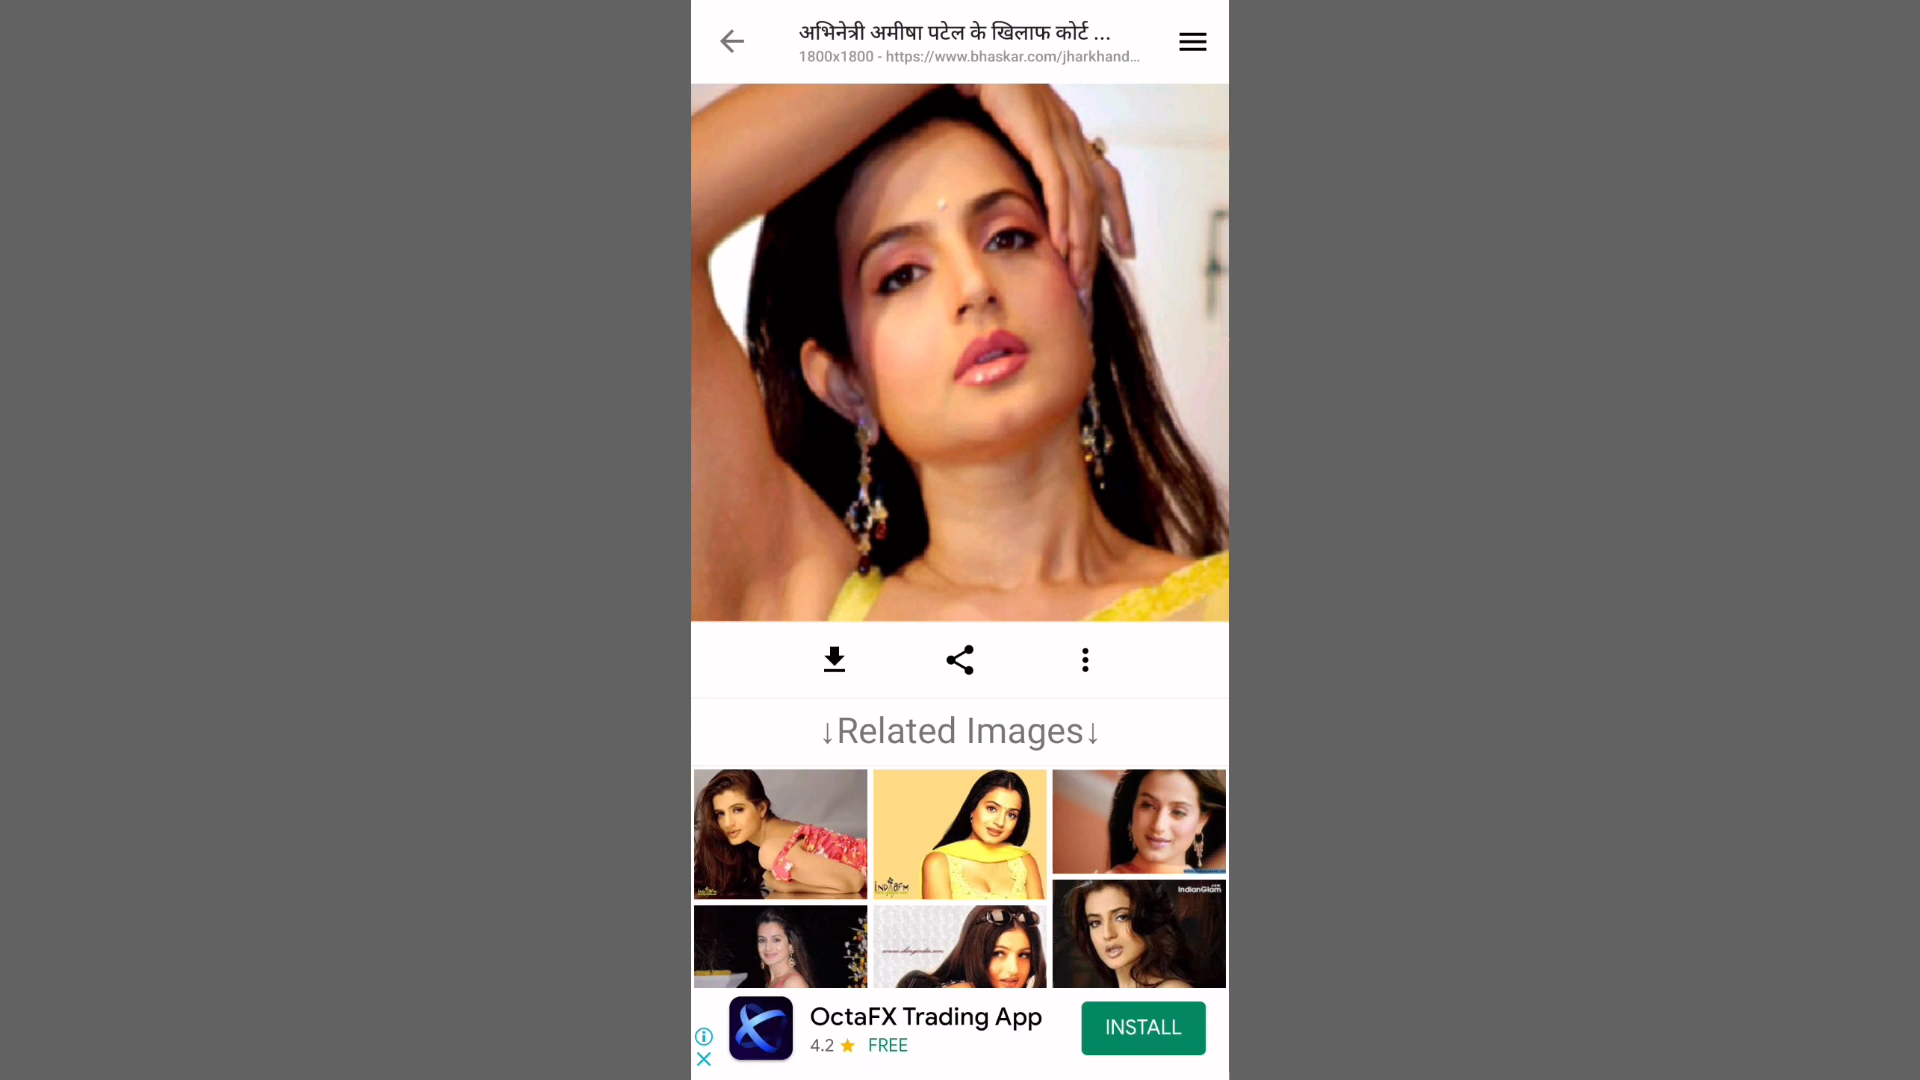 अभिनेत्री अमीषा पटेल के खिलाफ कोर्ट ...
1800x1800 - https://www.bhaskar.com/jharkhand...
↓Related Images↓
IndianGlam
OctaFX Trading App
4.2 ★ FREE
INSTALL